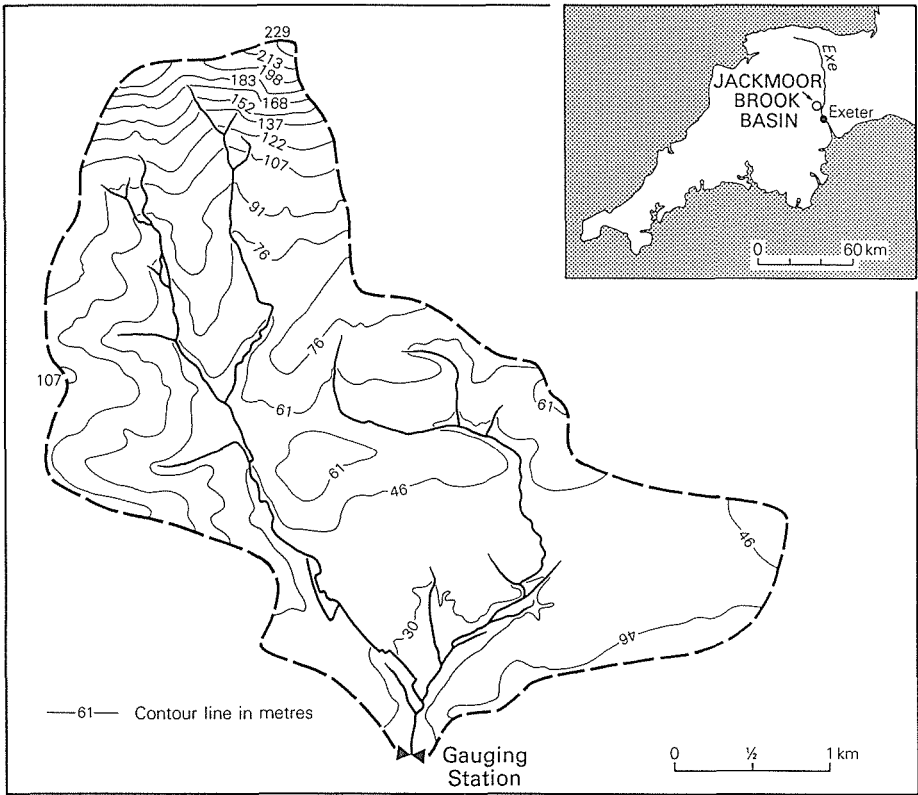 229
213
198
183
168
152
137
122
107
91
76
76
107
61
61
61
46
46
46
30
61 Contour line in metres
Gauging
Station
0 ½ 1 km
Exe
JACKMOOR
BROOK
BASIN
Exeter
0 60 km